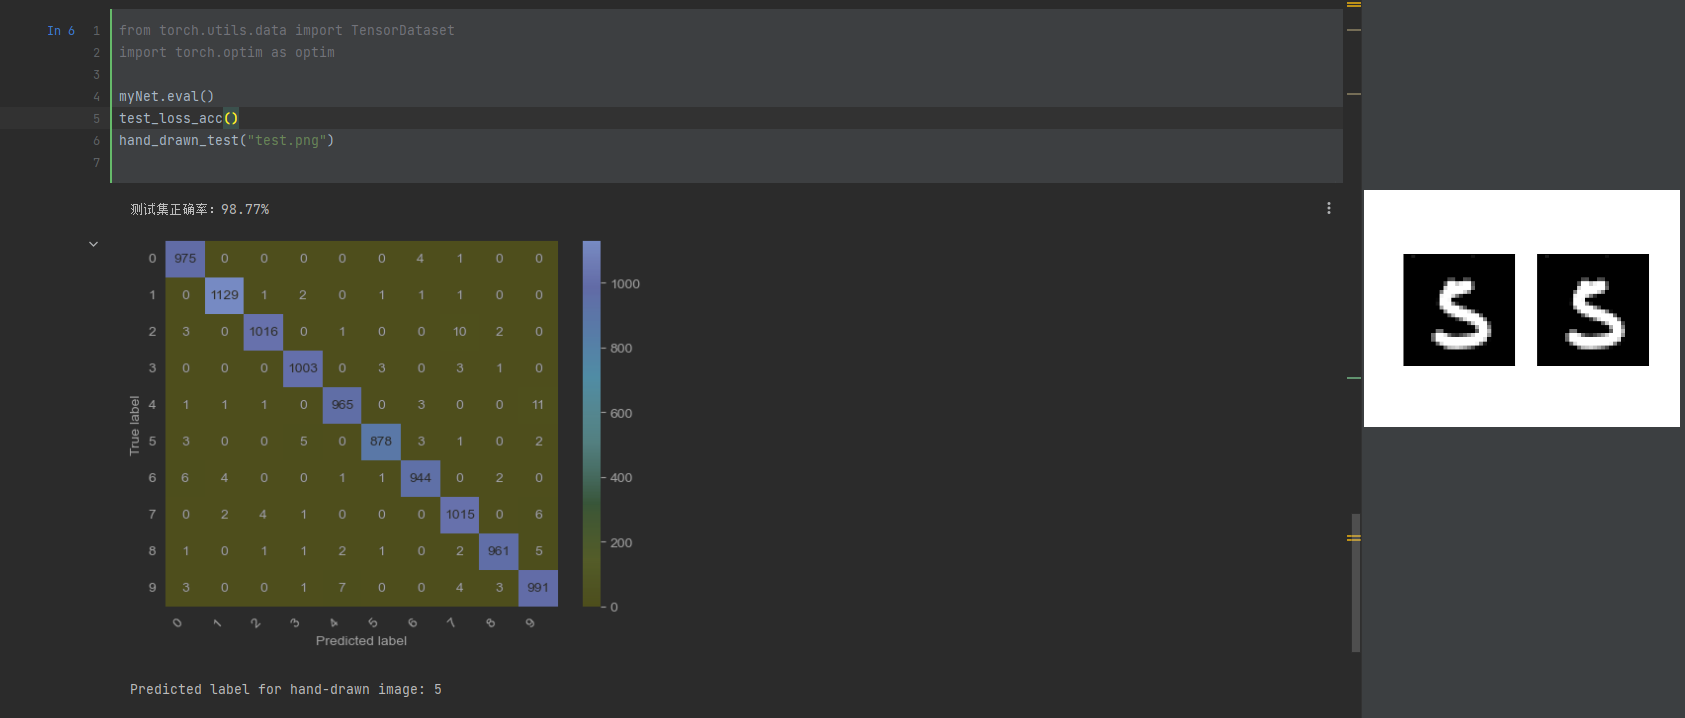 In 6
1 from torch.utils.data import TensorDataset
2 import torch.optim as optim
3
4 myNet.eval()
5 test_loss_acc()
6 hand_drawn_test("test.png")
7
测试集正确率：98.77%
0 975 0 0 0 0 0 4 1 0 0
1 0 1129 1 2 0 1 1 1 0 0
2 3 0 1016 0 1 0 0 10 2 0
3 0 0 0 1003 0 3 0 3 1 0
4 1 1 1 0 965 0 3 0 0 11
5 3 0 0 5 0 878 3 1 0 2
6 6 4 0 0 1 1 944 0 2 0
7 0 2 4 1 0 0 0 1015 0 6
8 1 0 1 1 2 1 0 2 961 5
9 3 0 0 1 7 0 0 4 3 991
0 1 2 3 4 5 6 7 8 9
True label
Predicted label
1000
800
600
400
200
0
Predicted label for hand-drawn image: 5
5 5